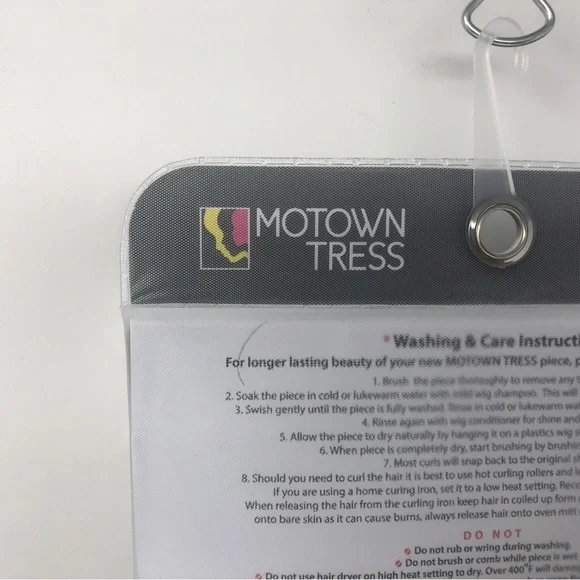 MOTOWN
TRESS
* Washing & Care Instructi
For longer lasting beauty of your new MOTOWN TRESS piece, p
1. Brush the piece thoroughly to remove any
2. Soak the piece in cold or lukewarm water with mild wig shampoo. This will
3. Swish gently until the piece is fully washed. Rinse in cold or lukewarm wa
4. Rinse again with wig conditioner for shine and
5. Allow the piece to dry naturally by hanging it on a plastics wig s
6. When piece is completely dry, start brushing by brushin
7. Most curls will snap back to the original s
8. Should you need to curl the hair it is best to use hot curling rollers and
If you are using a home curing iron, set it to a low heat setting. Rec
When releasing the hair from the curling iron keep hair in coiled up form
onto bare skin as it can cause burns, always release hair onto oven mitt
DO NOT
Do not rub or wring during washing.
Do not brush or comb while piece is wet
Do not use hair dryer on high heat setting to dry. Over 400°F will dama